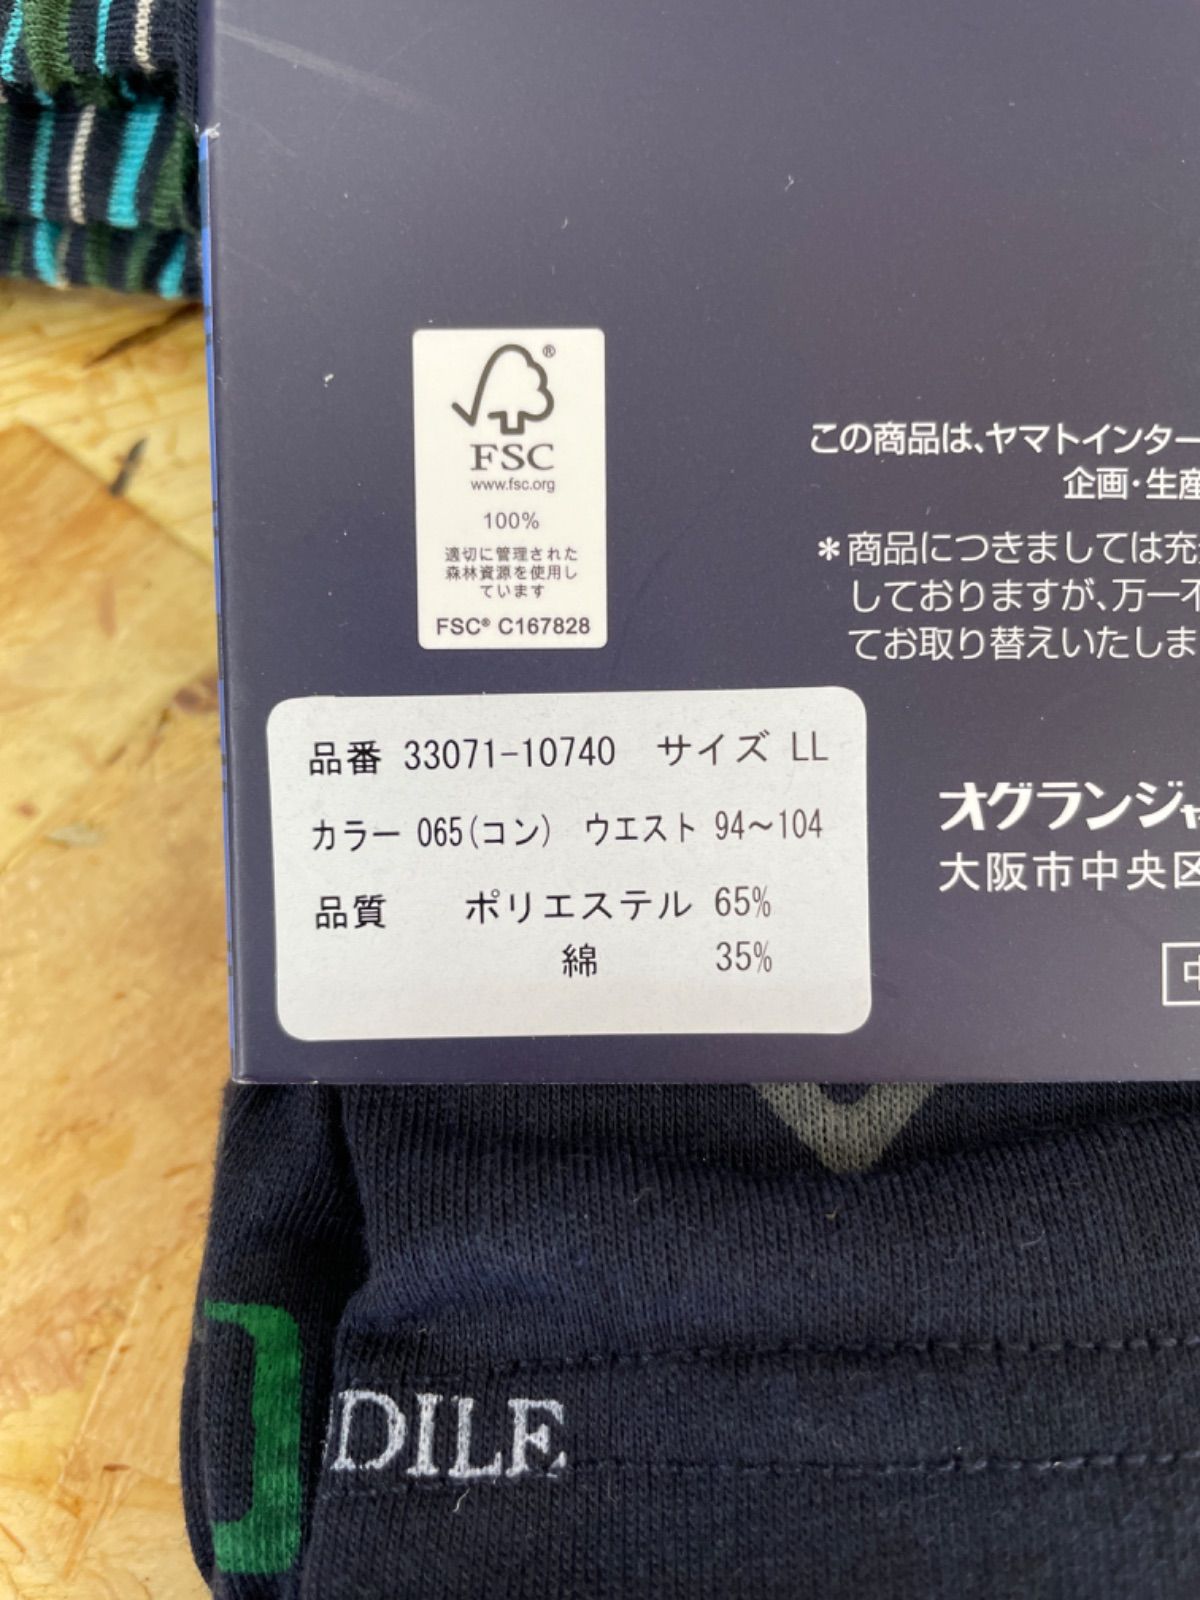 FSC
www.fsc.org
100%
適切に管理された
森林資源を使用し
ています
FSC® C167828
この商品は、ヤマトインター
企画・生産
＊商品につきましては充
しておりますが、万一不
てお取り替えいたしま
品番 33071-10740 サイズ LL
カラー 065(コン) ウエスト 94～104
品質 ポリエステル 65%
綿 35%
オグランジャ
大阪市中央区
DILE